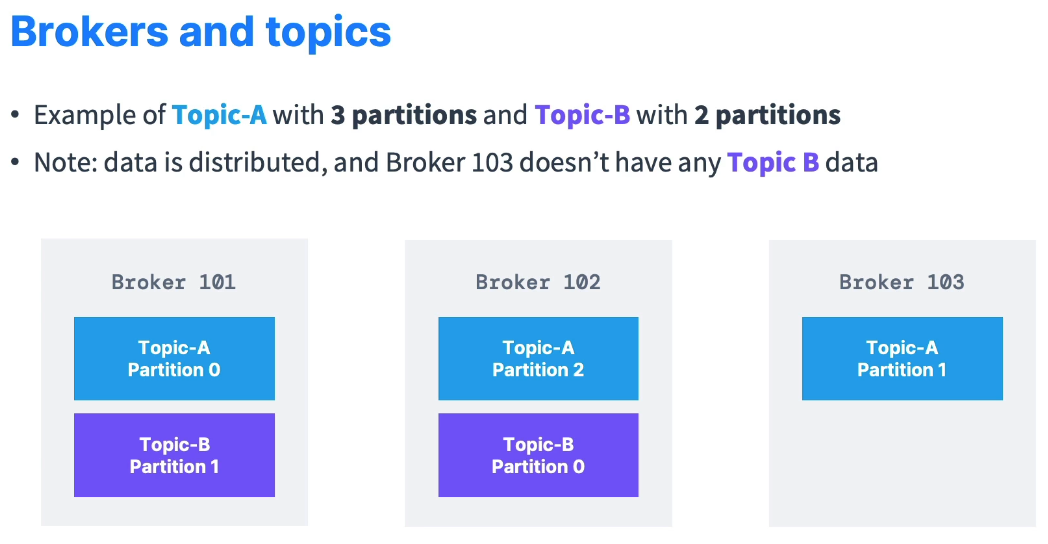 Brokers and topics
• Example of Topic-A with 3 partitions and Topic-B with 2 partitions
• Note: data is distributed, and Broker 103 doesn’t have any Topic B data
Broker 101
Topic-A
Partition 0
Topic-B
Partition 1
Broker 102
Topic-A
Partition 2
Topic-B
Partition 0
Broker 103
Topic-A
Partition 1